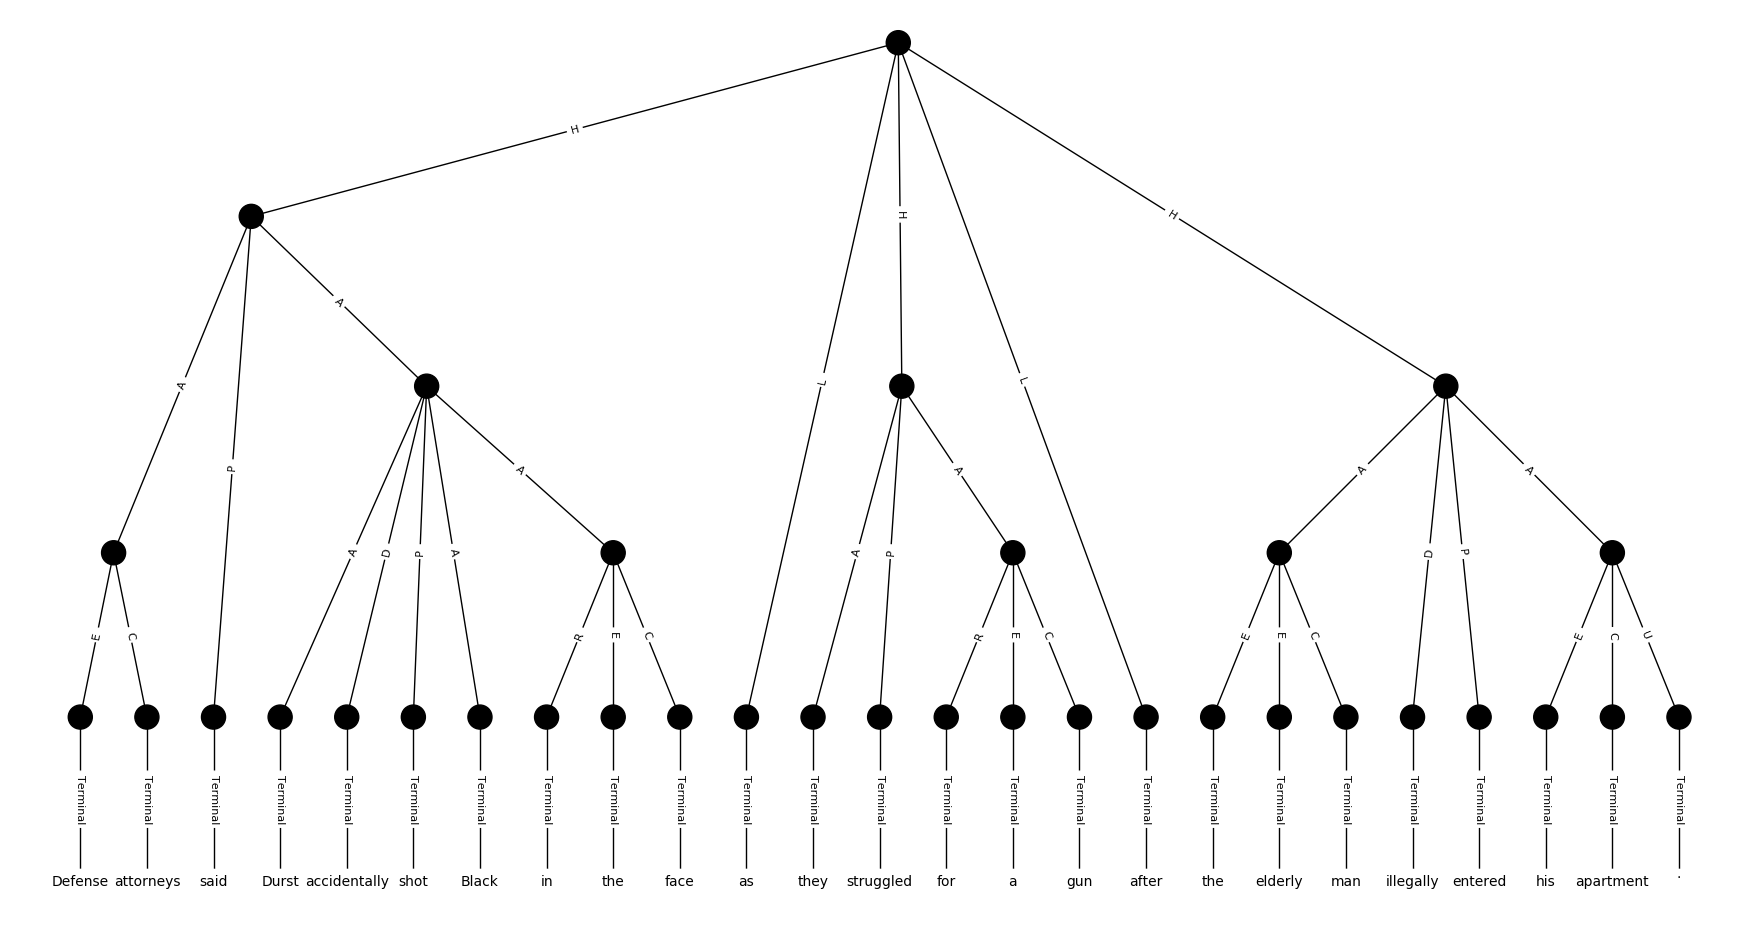 H
H
H
A
L
L
A
P
A
A
A
A
D
P
A
A
P
D
P
E
C
R
E
C
R
E
C
E
E
C
E
C
U
Terminal Terminal Terminal Terminal Terminal Terminal Terminal Terminal Terminal Terminal Terminal Terminal Terminal Terminal Terminal Terminal Terminal Terminal Terminal Terminal Terminal Terminal Terminal Terminal Terminal
Defense attorneys said Durst accidentally shot Black in the face as they struggled for a gun after the elderly man illegally entered his apartment .